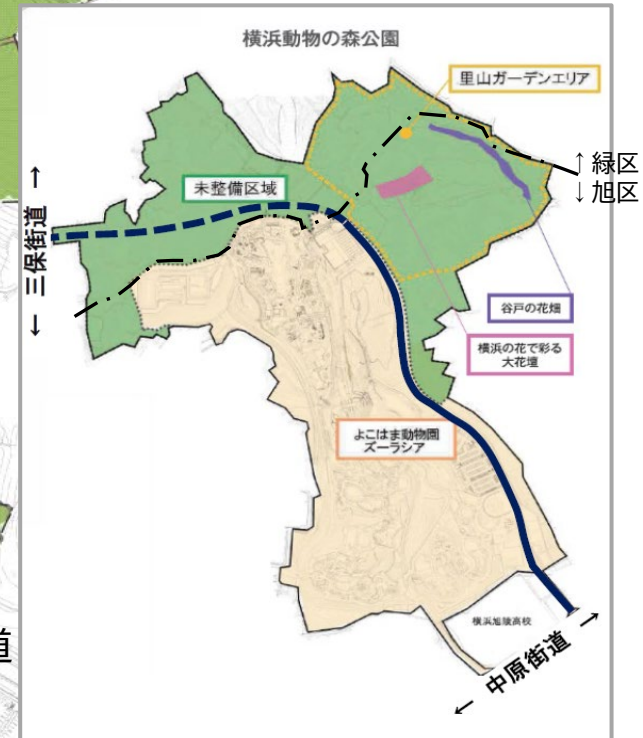 横浜動物の森公園
里山ガーデンエリア
↑ 緑区
↓ 旭区
未整備区域
← 三保街道 →
谷戸の花畑
横浜の花で彩る
大花壇
よこはま動物園
ズーラシア
横浜旭陵高校
← 中原街道 →
道